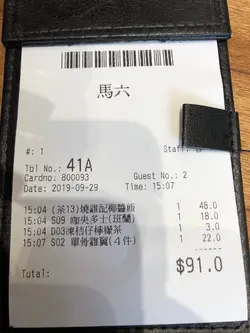 馬六
#: 1 Staff:
Tbl No.: 41A
Cardno: 800093 Guest No.: 2
Date: 2019-09-29 Time: 15:07
15:04 (茶13)燒雞配椰醬飯 1 48.0
15:04 S09 咖央多士(班蘭) 1 18.0
15:04 D03凍桔仔檸檬茶 1 3.0
15:07 S02 單骨雞翼(4件) 1 22.0
Total: $91.0